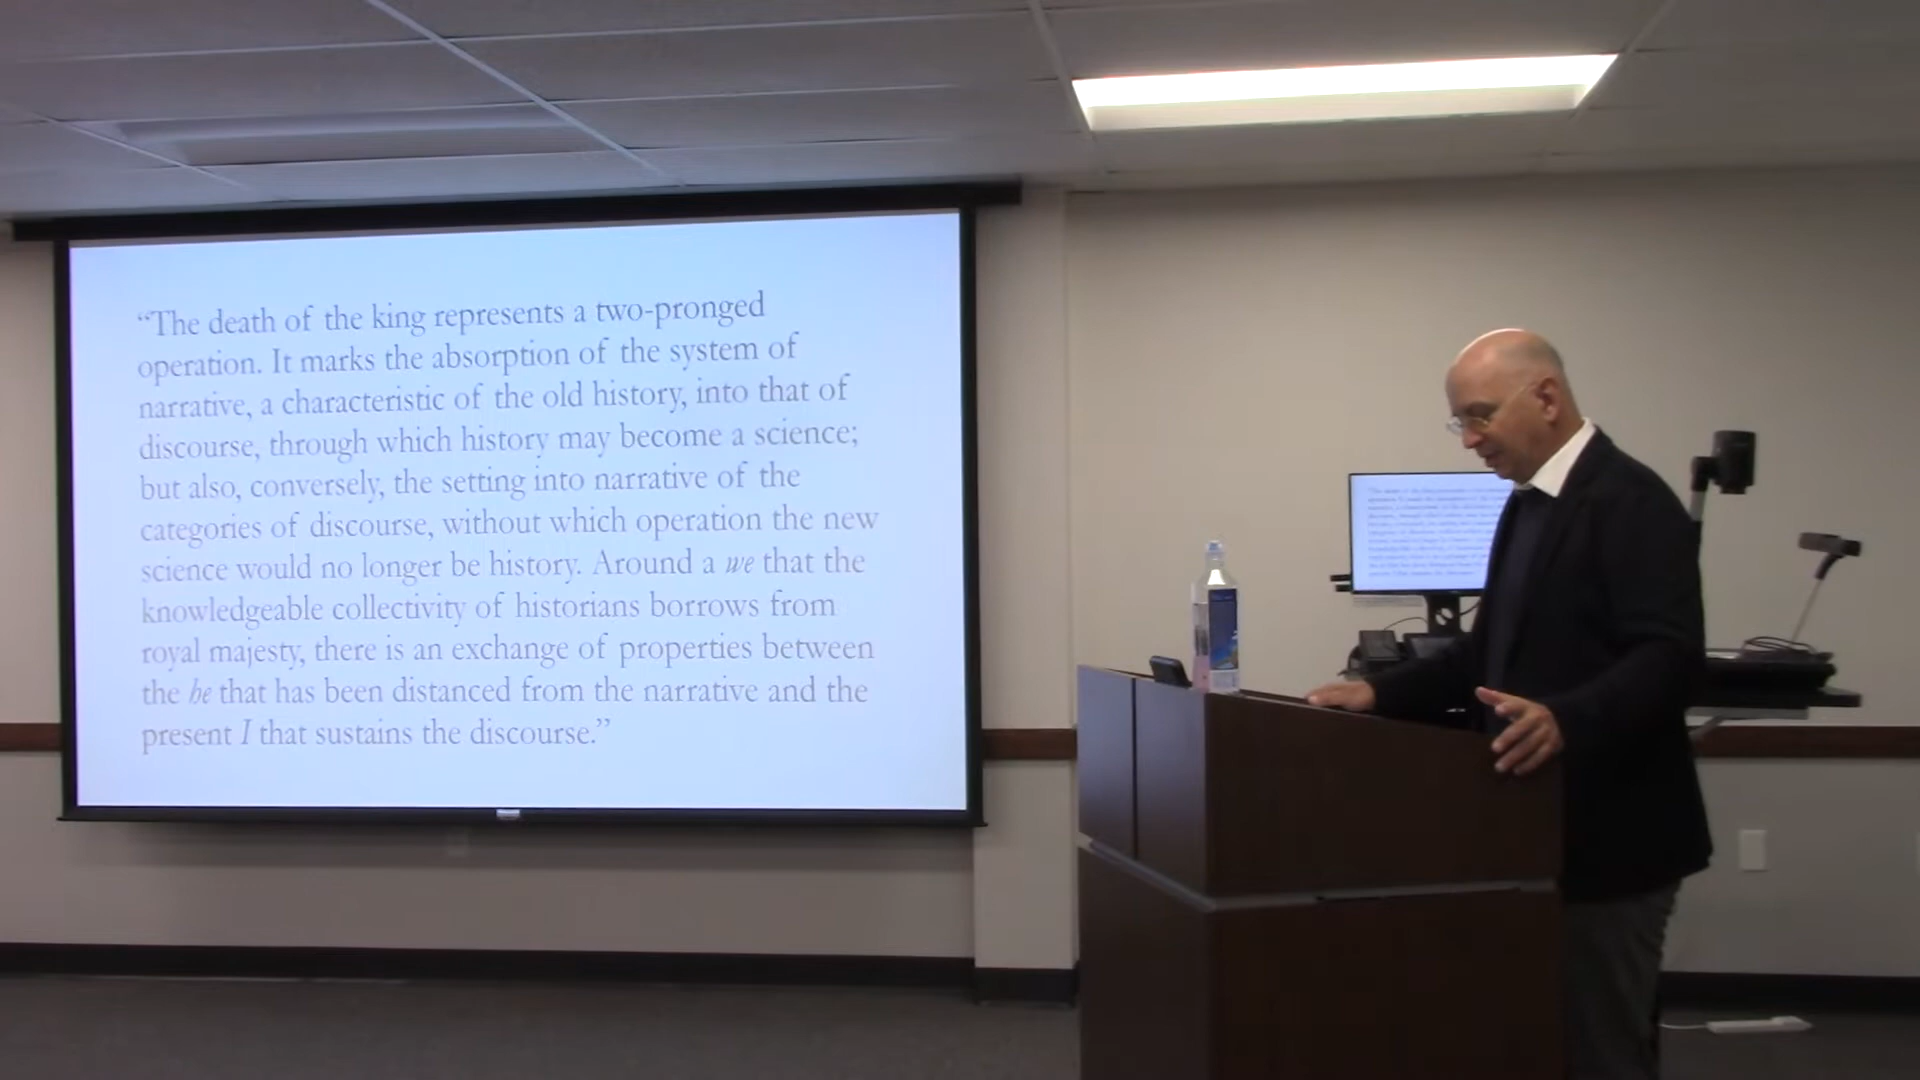 “The death of the king represents a two-pronged
operation. It marks the absorption of the system of
narrative, a characteristic of the old history, into that of
discourse, through which history may become a science;
but also, conversely, the setting into narrative of the
categories of discourse, without which operation the new
science would no longer be history. Around a we that the
knowledgeable collectivity of historians borrows from
royal majesty, there is an exchange of properties between
the he that has been distanced from the narrative and the
present I that sustains the discourse.”